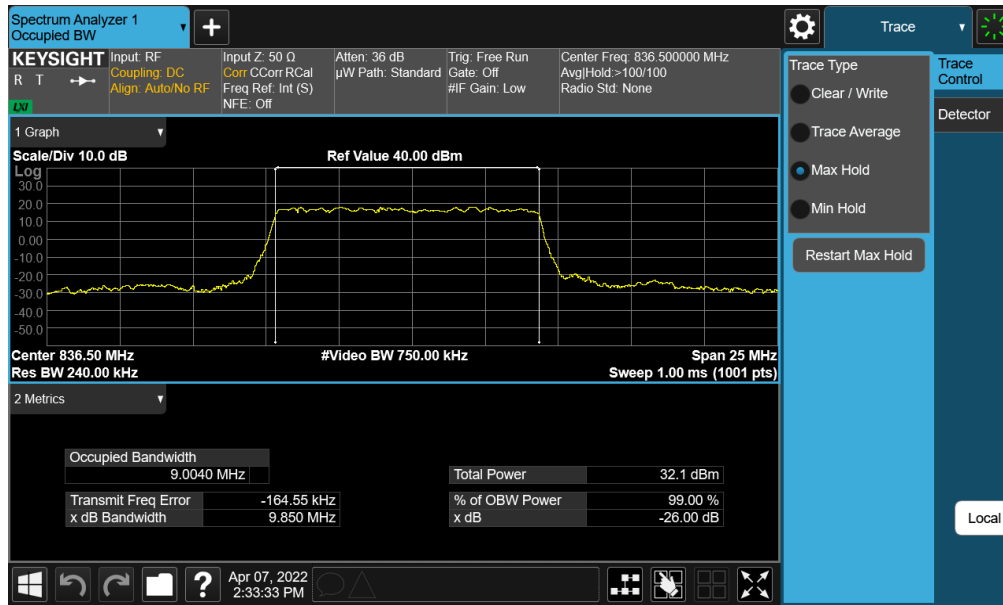 Spectrum Analyzer 1
Occupied BW
+
Trace
KEYSIGHT
R T
LXI
Input: RF
Coupling: DC
Align: Auto/No RF
Input Z: 50 Ω
Corr CCorr RCal
Freq Ref: Int (S)
NFE: Off
Atten: 36 dB
µW Path: Standard
Trig: Free Run
Gate: Off
#IF Gain: Low
Center Freq: 836.500000 MHz
Avg|Hold:>100/100
Radio Std: None
Trace Type
Clear / Write
Trace Average
Max Hold
Min Hold
Restart Max Hold
Trace
Control
Detector
Local
1 Graph
Scale/Div 10.0 dB
Ref Value 40.00 dBm
Log
30.0
20.0
10.0
0.00
-10.0
-20.0
-30.0
-40.0
-50.0
Center 836.50 MHz
#Video BW 750.00 kHz
Span 25 MHz
Res BW 240.00 kHz
Sweep 1.00 ms (1001 pts)
2 Metrics
Occupied Bandwidth
9.0040 MHz
Total Power 32.1 dBm
Transmit Freq Error -164.55 kHz
% of OBW Power 99.00 %
x dB Bandwidth 9.850 MHz
x dB -26.00 dB
?
Apr 07, 2022
2:33:33 PM